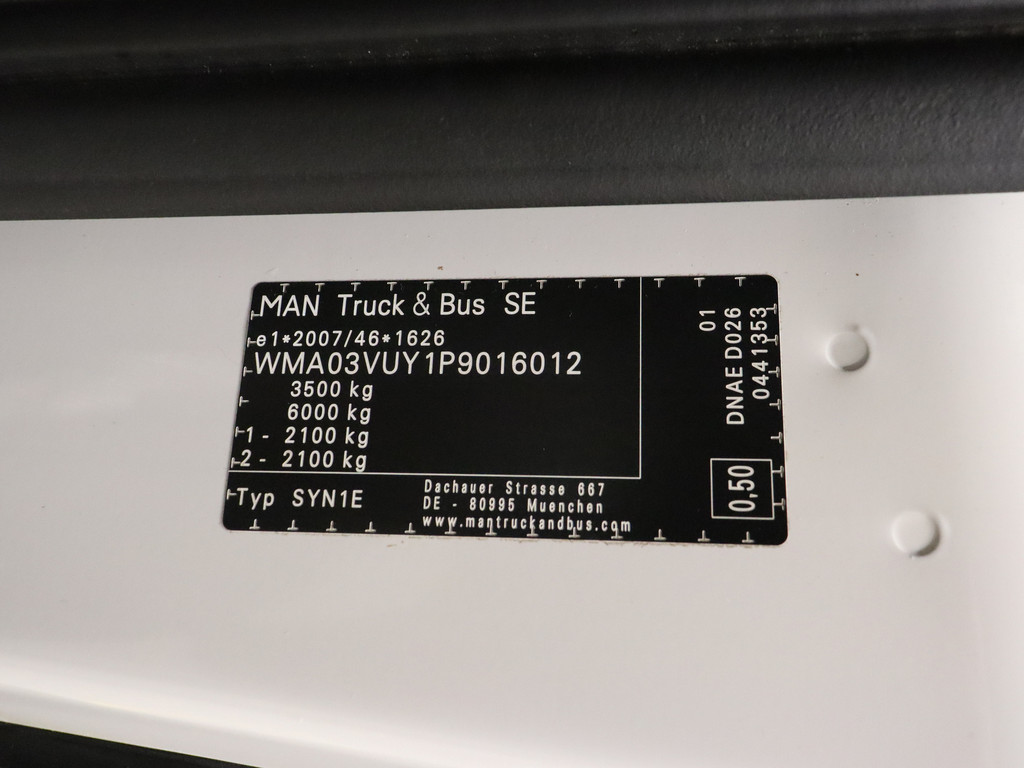 MAN Truck & Bus SE
e1*2007/46*1626
WMA03VUY1P9016012
3500 kg
6000 kg
1 - 2100 kg
2 - 2100 kg
Typ SYN1E
Dachauer Strasse 667
DE - 80995 Muenchen
www.mantruckandbus.com
01
DNAE D026
0441353
0,50